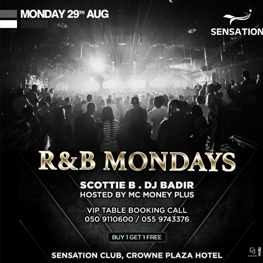 MONDAY 29TH AUG
SENSATION
R&B MONDAYS
SCOTTIE B . DJ BADIR
HOSTED BY MC MONEY PLUS
VIP TABLE BOOKING CALL
050 9110600 / 055 9743376
BUY 1 GET 1 FREE
SENSATION CLUB, CROWNE PLAZA HOTEL